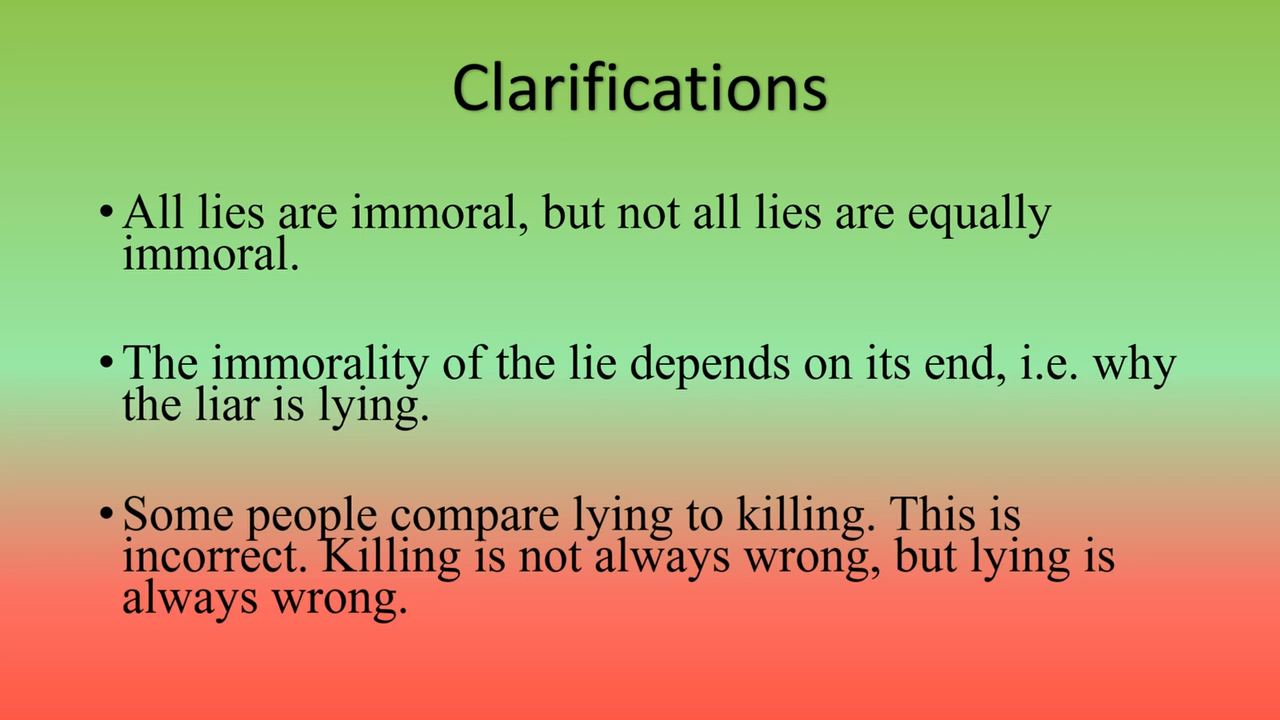 Clarifications
• All lies are immoral, but not all lies are equally
immoral.
• The immorality of the lie depends on its end, i.e. why
the liar is lying.
• Some people compare lying to killing. This is
incorrect. Killing is not always wrong, but lying is
always wrong.